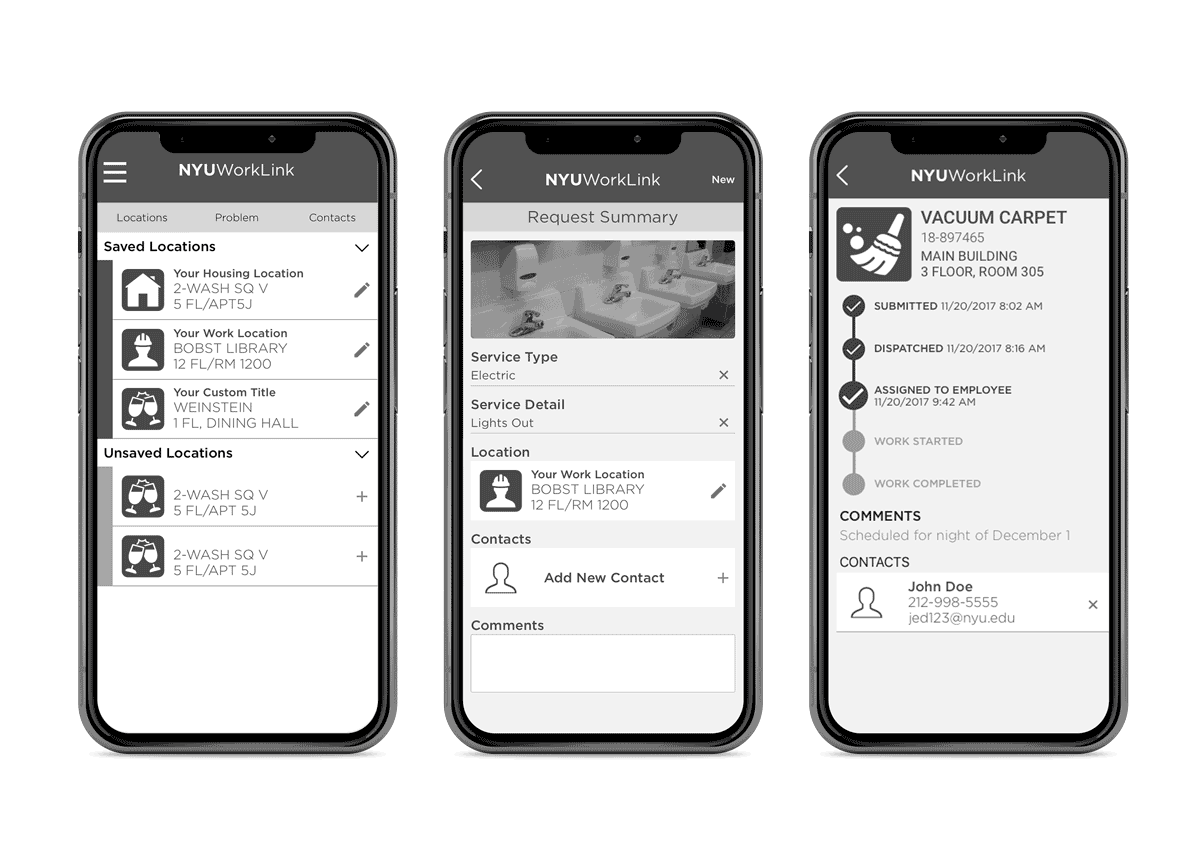 NYUWorkLink
Locations Problem Contacts
Saved Locations
Your Housing Location
2-WASH SQ V
5 FL/APT5J
Your Work Location
BOBST LIBRARY
12 FL/RM 1200
Your Custom Title
WEINSTEIN
1 FL, DINING HALL
Unsaved Locations
2-WASH SQ V
5 FL/APT 5J
2-WASH SQ V
5 FL/APT 5J
NYUWorkLink New
Request Summary
Service Type
Electric
Service Detail
Lights Out
Location
Your Work Location
BOBST LIBRARY
12 FL/RM 1200
Contacts
Add New Contact
Comments
NYUWorkLink
VACUUM CARPET
18-897465
MAIN BUILDING
3 FLOOR, ROOM 305
SUBMITTED 11/20/2017 8:02 AM
DISPATCHED 11/20/2017 8:16 AM
ASSIGNED TO EMPLOYEE
11/20/2017 9:42 AM
WORK STARTED
WORK COMPLETED
COMMENTS
Scheduled for night of December 1
CONTACTS
John Doe
212-998-5555
jed123@nyu.edu